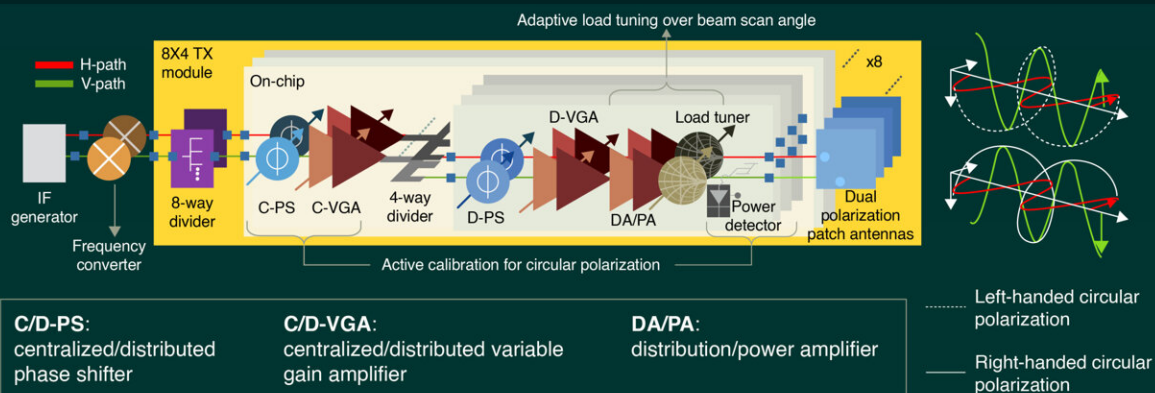 Adaptive load tuning over beam scan angle
H-path
V-path
8X4 TX
module
On-chip
x8
D-VGA
Load tuner
IF
generator
8-way
divider
C-PS
C-VGA
4-way
divider
D-PS
DA/PA
Power
detector
Dual
polarization
patch antennas
Frequency
converter
Active calibration for circular polarization
C/D-PS:
centralized/distributed
phase shifter
C/D-VGA:
centralized/distributed variable
gain amplifier
DA/PA:
distribution/power amplifier
Left-handed circular
polarization
Right-handed circular
polarization